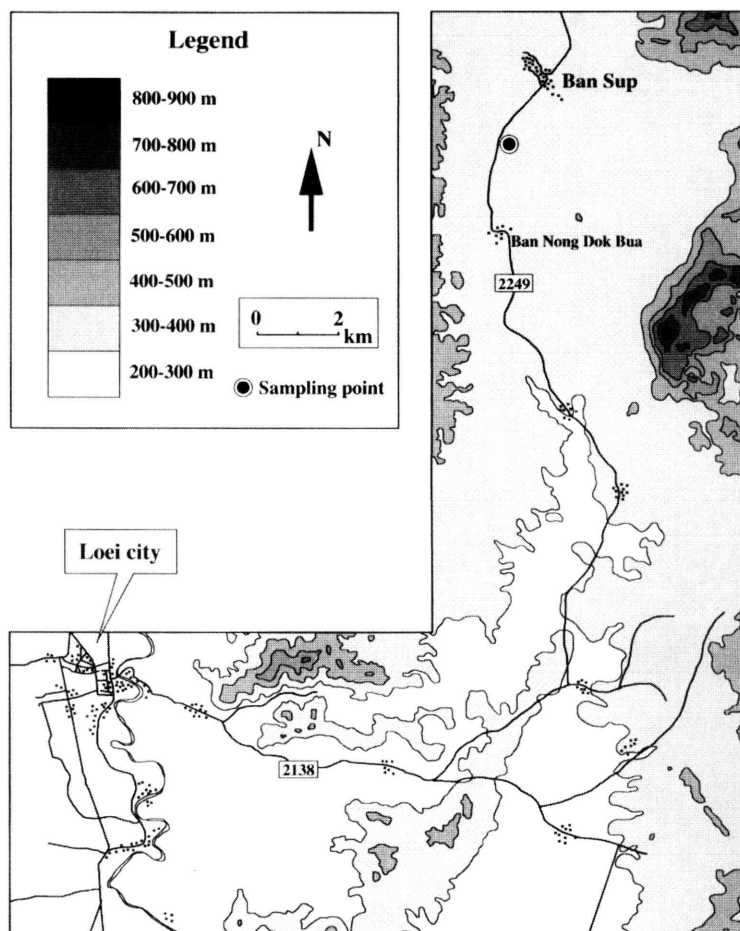 Legend
800-900 m
700-800 m
600-700 m
500-600 m
400-500 m
300-400 m
200-300 m
N
0 2
km
Sampling point
Ban Sup
Ban Nong Dok Bua
2249
Loei city
2138